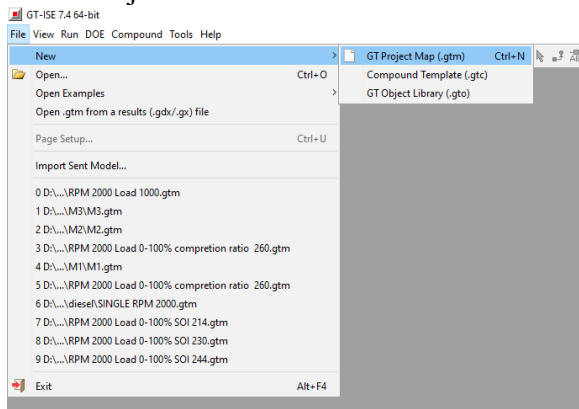 GT-ISE 7.4 64-bit
File View Run DOE Compound Tools Help
New
GT Project Map (.gtm) Ctrl+N
Open... Ctrl+O
Compound Template (.gtc)
Open Examples
GT Object Library (.gto)
Open .gtm from a results (.gdx/.gx) file
Page Setup... Ctrl+U
Import Sent Model...
0 D:\...\RPM 2000 Load 1000.gtm
1 D:\...\M3\M3.gtm
2 D:\...\M2\M2.gtm
3 D:\...\RPM 2000 Load 0-100% compretion ratio 260.gtm
4 D:\...\M1\M1.gtm
5 D:\...\RPM 2000 Load 0-100% compretion ratio 260.gtm
6 D:\...\diesel\SINGLE RPM 2000.gtm
7 D:\...\RPM 2000 Load 0-100% SOI 214.gtm
8 D:\...\RPM 2000 Load 0-100% SOI 230.gtm
9 D:\...\RPM 2000 Load 0-100% SOI 244.gtm
Exit Alt+F4